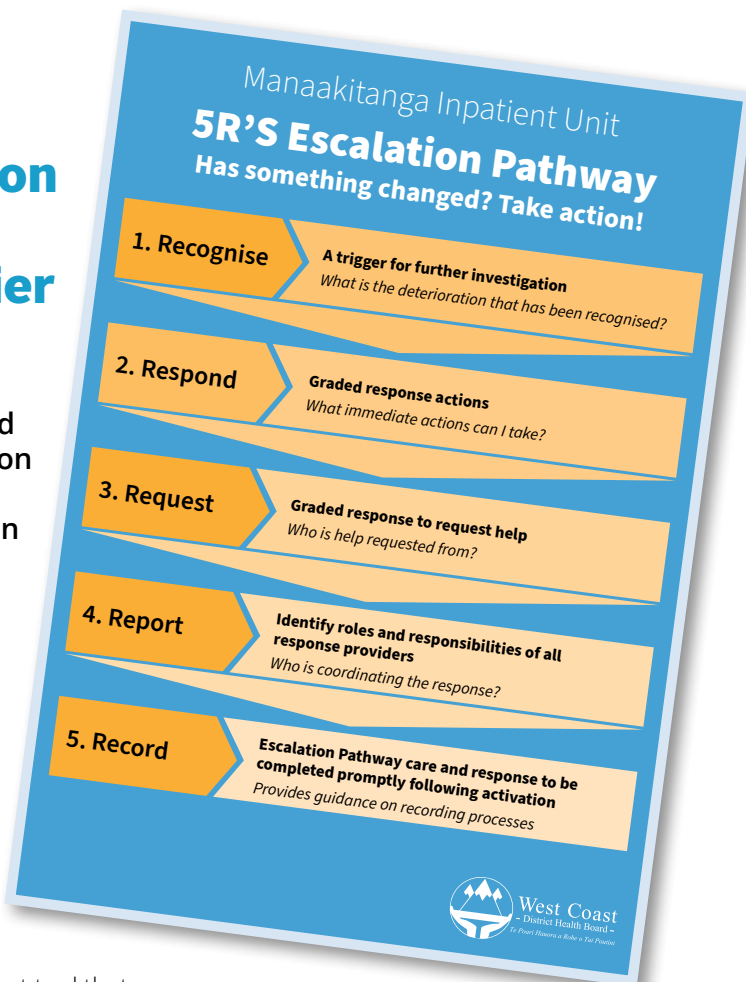 on
ier
d
on
n
Manaakitanga Inpatient Unit
5R'S Escalation Pathway
Has something changed? Take action!
1. Recognise
A trigger for further investigation
What is the deterioration that has been recognised?
2. Respond
Graded response actions
What immediate actions can I take?
3. Request
Graded response to request help
Who is help requested from?
4. Report
Identify roles and responsibilities of all
response providers
Who is coordinating the response?
5. Record
Escalation Pathway care and response to be
completed promptly following activation
Provides guidance on recording processes
West Coast
- District Health Board -
Te Poari Hauora a Rohe o Tai Poutini